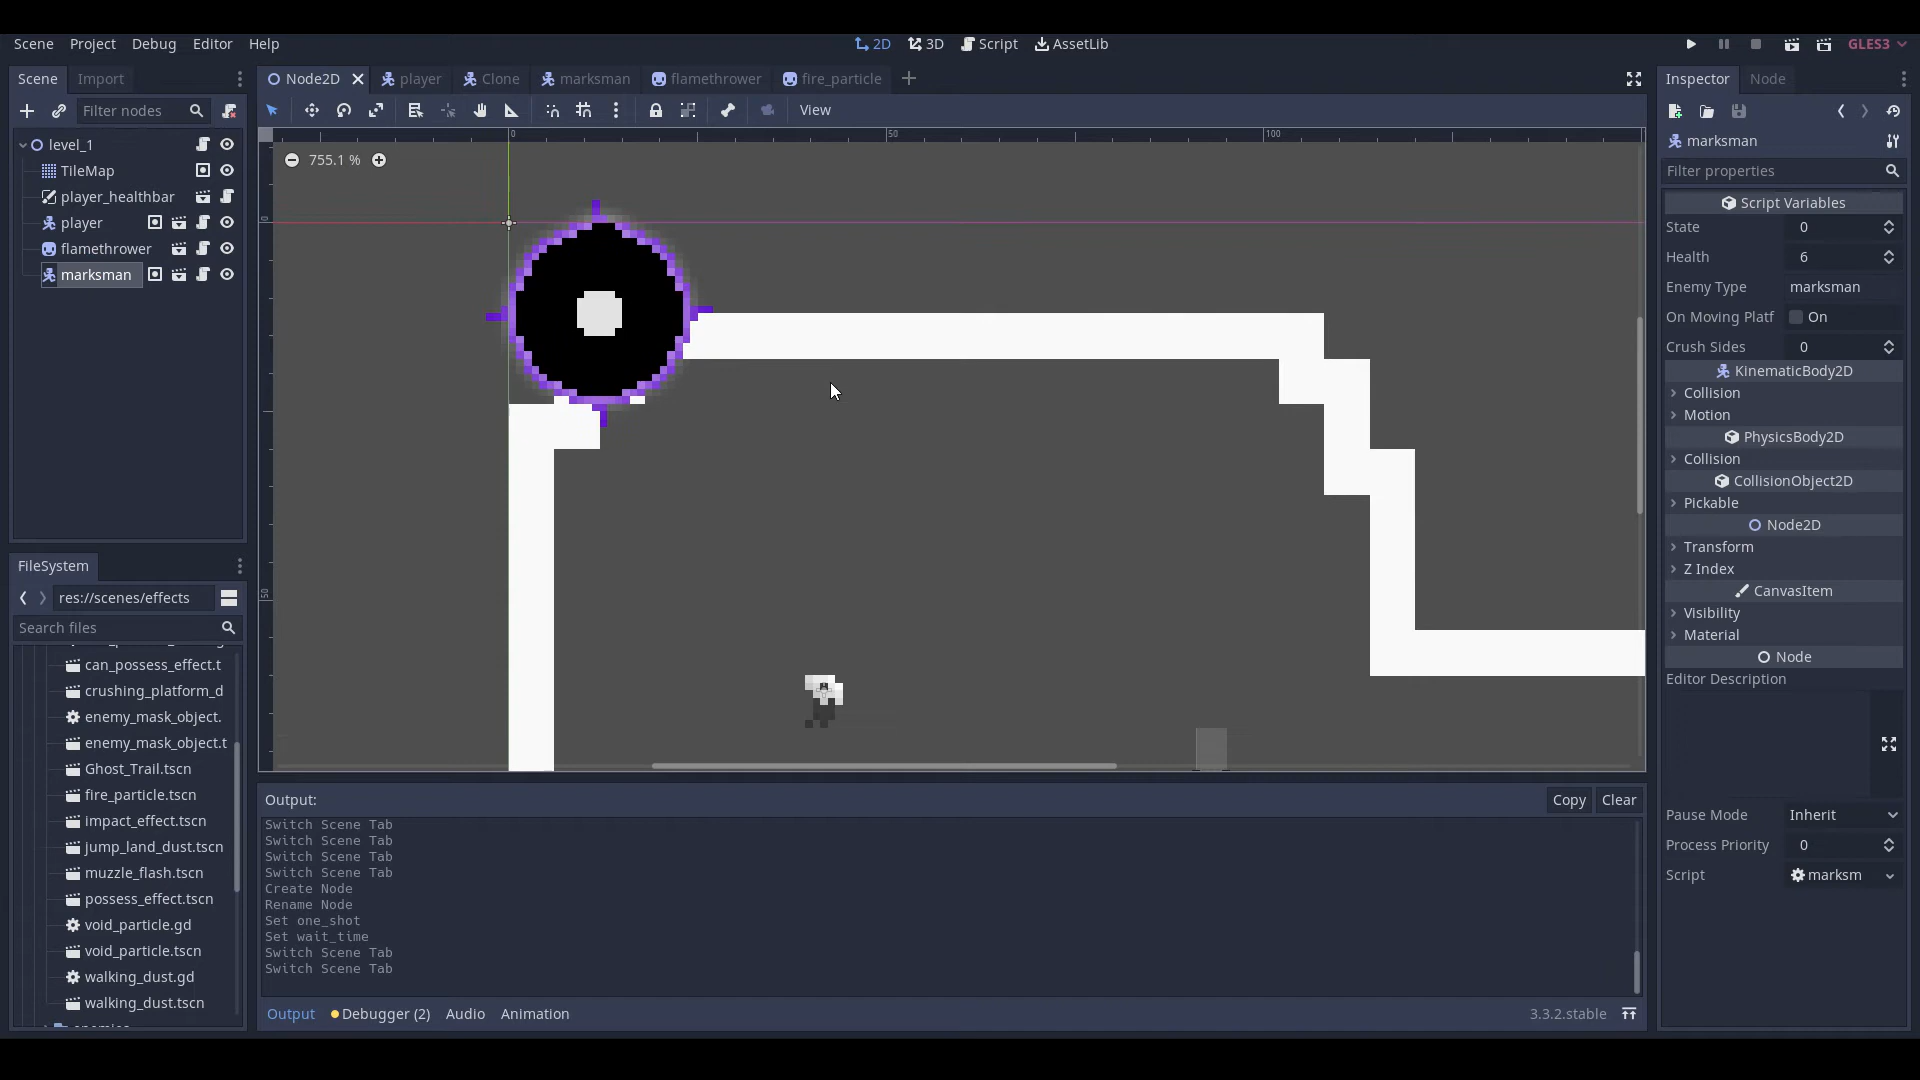 Scene Project Debug Editor Help
2D 3D Script AssetLib
GLES3
Scene Import
Node2D player Clone marksman flamethrower fire_particle
Inspector Node
Filter nodes
View
level_1
TileMap
player_healthbar
player
flamethrower
marksman
0 50 100
755.1 %
0
50
marksman
Filter properties
Script Variables
State 0
Health 6
Enemy Type marksman
On Moving Platf On
Crush Sides 0
KinematicBody2D
Collision
Motion
PhysicsBody2D
Collision
CollisionObject2D
Pickable
Node2D
Transform
Z Index
CanvasItem
Visibility
Material
Node
Editor Description
Pause Mode Inherit
Process Priority 0
Script marksm
FileSystem
res://scenes/effects
Search files
can_possess_effect.t
crushing_platform_d
enemy_mask_object.
enemy_mask_object.t
Ghost_Trail.tscn
fire_particle.tscn
impact_effect.tscn
jump_land_dust.tscn
muzzle_flash.tscn
possess_effect.tscn
void_particle.gd
void_particle.tscn
walking_dust.gd
walking_dust.tscn
Output:
Copy Clear
Switch Scene Tab
Switch Scene Tab
Switch Scene Tab
Switch Scene Tab
Create Node
Rename Node
Set one_shot
Set wait_time
Switch Scene Tab
Switch Scene Tab
Output Debugger (2) Audio Animation
3.3.2.stable